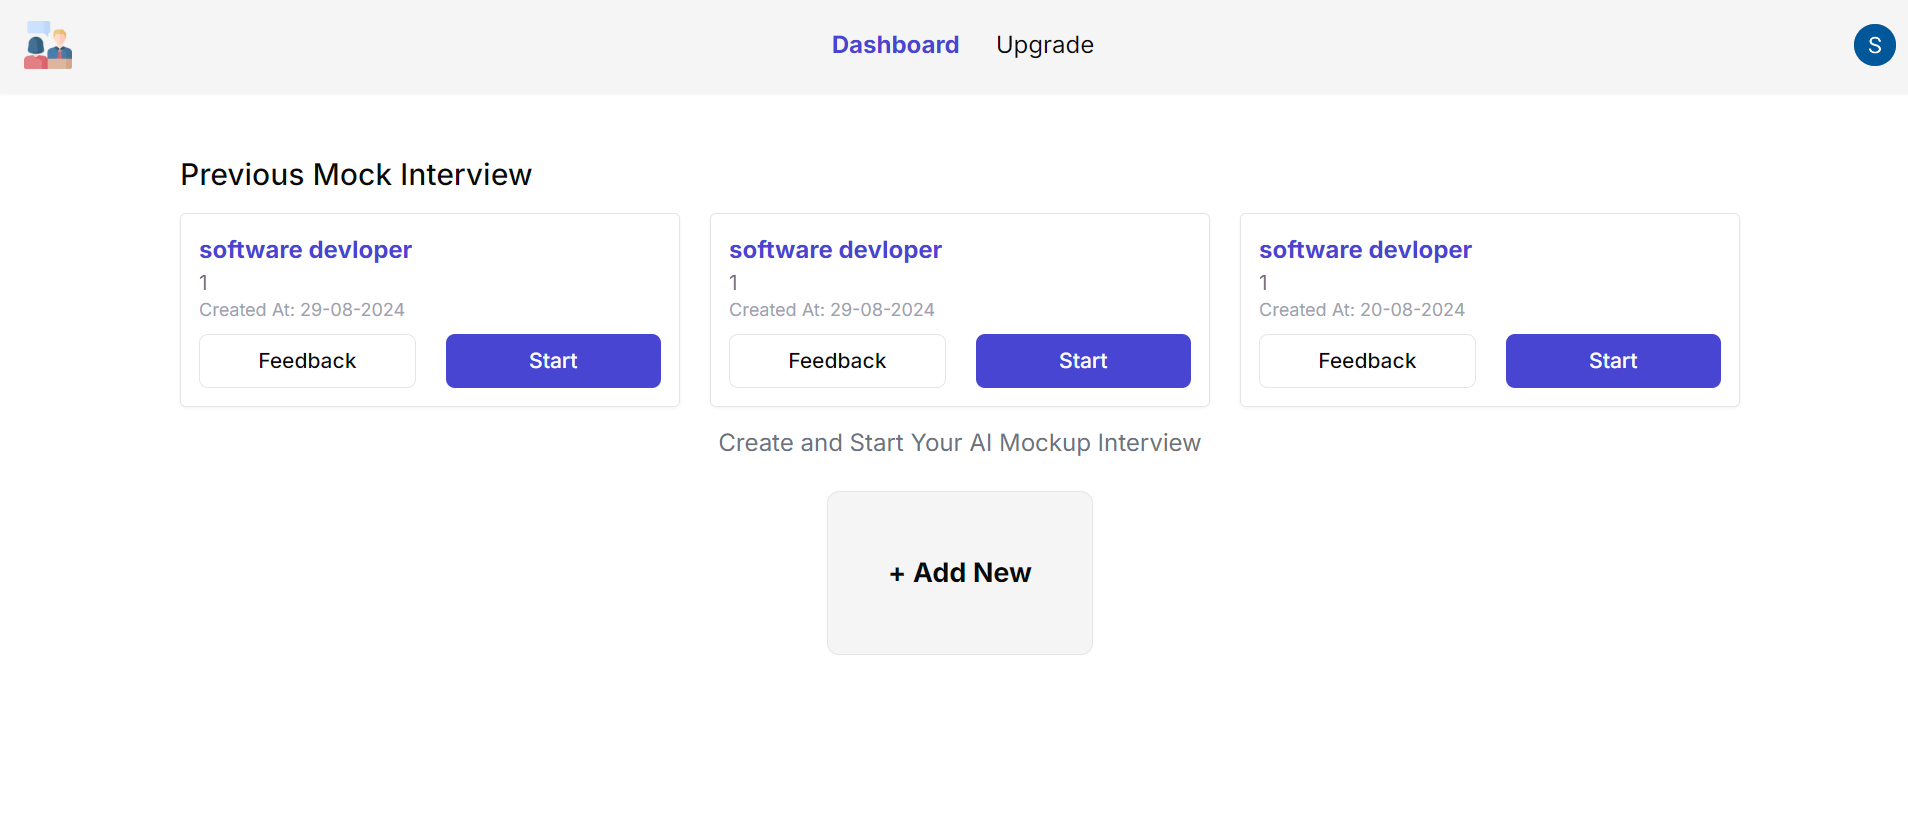 Dashboard Upgrade
S
Previous Mock Interview
software devloper
1
Created At: 29-08-2024
Feedback Start
software devloper
1
Created At: 29-08-2024
Feedback Start
software devloper
1
Created At: 20-08-2024
Feedback Start
Create and Start Your AI Mockup Interview
+ Add New